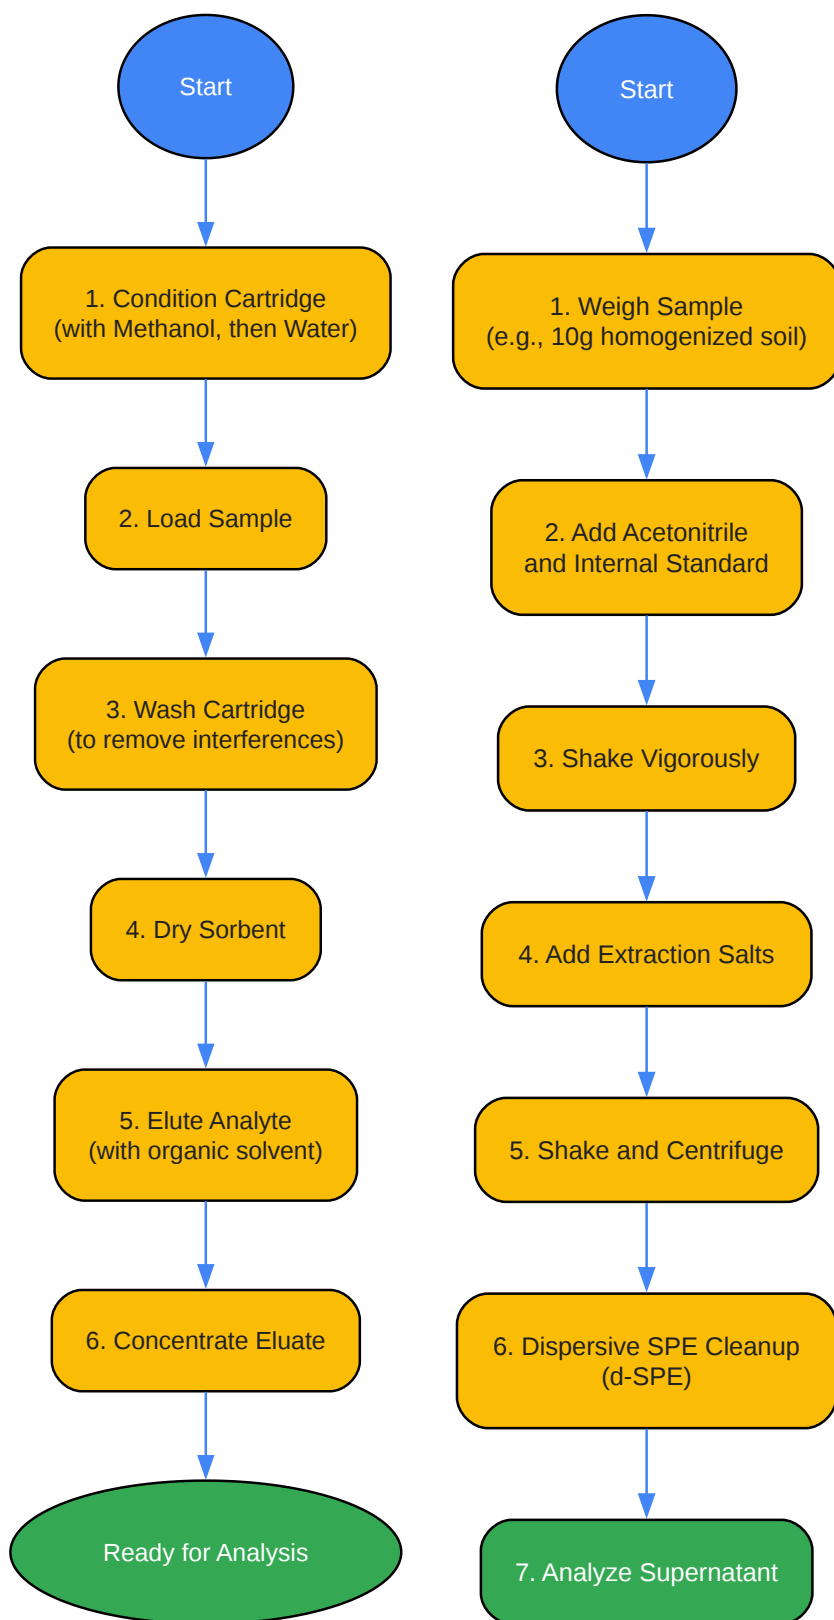 Start
1. Condition Cartridge
(with Methanol, then Water)
2. Load Sample
3. Wash Cartridge
(to remove interferences)
4. Dry Sorbent
5. Elute Analyte
(with organic solvent)
6. Concentrate Eluate
Ready for Analysis
Start
1. Weigh Sample
(e.g., 10g homogenized soil)
2. Add Acetonitrile
and Internal Standard
3. Shake Vigorously
4. Add Extraction Salts
5. Shake and Centrifuge
6. Dispersive SPE Cleanup
(d-SPE)
7. Analyze Supernatant